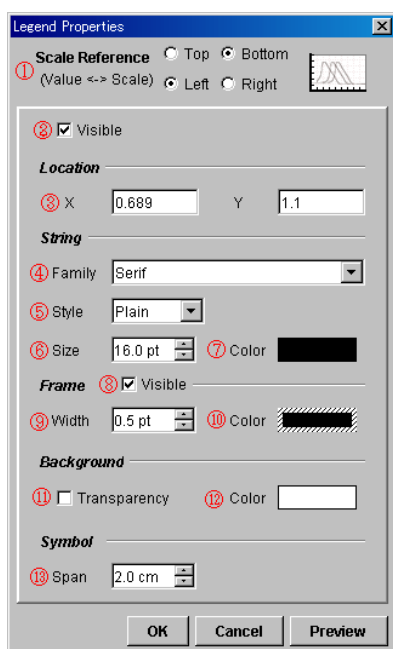 Legend Properties
① Scale Reference Top Bottom
(Value <-> Scale) Left Right
② Visible
Location
③ X 0.689 Y 1.1
String
④ Family Serif
⑤ Style Plain
⑥ Size 16.0 pt ⑦ Color
Frame ⑧ Visible
⑨ Width 0.5 pt ⑩ Color
Background
⑪ Transparency ⑫ Color
Symbol
⑬ Span 2.0 cm
OK Cancel Preview